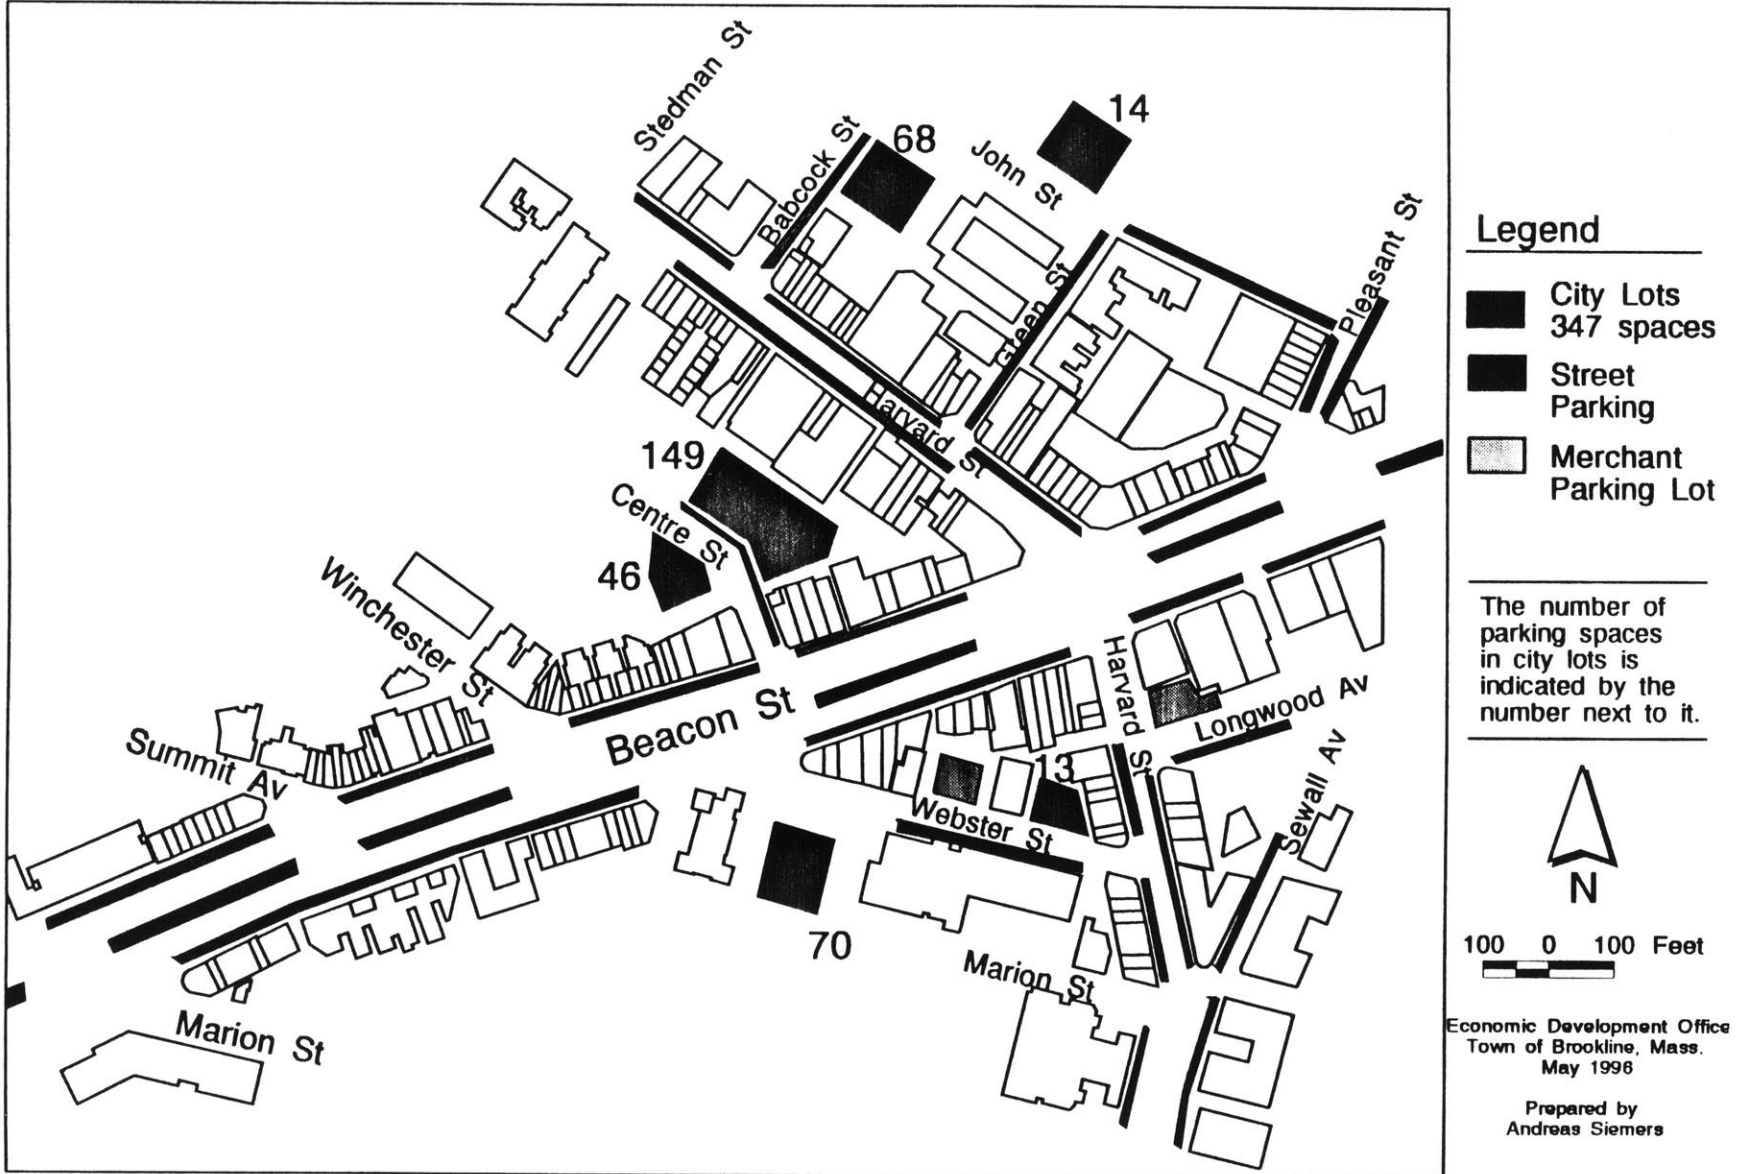 Stedman St
Babcock St
68
14
John St
Pleasant St
Green St
Harvard St
149
Centre St
46
Winchester St
Summit Av
Beacon St
Harvard St
Longwood Av
Sewall Av
13
Webster St
70
Marion St
Marion St
Legend
City Lots
347 spaces
Street
Parking
Merchant
Parking Lot
The number of
parking spaces
in city lots is
indicated by the
number next to it.
N
100 0 100 Feet
Economic Development Office
Town of Brookline, Mass.
May 1996
Prepared by
Andreas Siemers